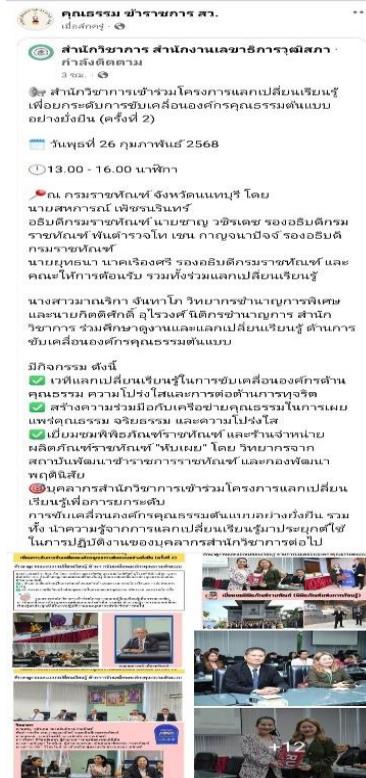 คุณธรรม ข้าราชการ สว.
เมื่อสักครู่ ·
สำนักวิชาการ สำนักงานเลขาธิการวุฒิสภา ·
กำลังติดตาม
3 ชม. ·
สำนักวิชาการเข้าร่วมโครงการแลกเปลี่ยนเรียนรู้
เพื่อยกระดับการขับเคลื่อนองค์กรคุณธรรมต้นแบบ
อย่างยั่งยืน (ครั้งที่ 2)
วันพุธที่ 26 กุมภาพันธ์ 2568
13.00 - 16.00 นาฬิกา
ณ กรมราชทัณฑ์ จังหวัดนนทบุรี โดย
นายสหการณ์ เพ็ชรนรินทร์
อธิบดีกรมราชทัณฑ์ นายชาญ วชิรเดช รองอธิบดีกรม
ราชทัณฑ์ พันตำรวจโท เชน กาญจนาปัจจ์ รองอธิบดี
กรมราชทัณฑ์
นายยุทธนา นาคเรืองศรี รองอธิบดีกรมราชทัณฑ์ และ
คณะให้การต้อนรับ รวมทั้งร่วมแลกเปลี่ยนเรียนรู้
นางสาวมาณริกา จันทาโภ วิทยากรชำนาญการพิเศษ
และนายกิตติศักดิ์ อุไรวงศ์ นิติกรชำนาญการ สำนัก
วิชาการ ร่วมศึกษาดูงานและแลกเปลี่ยนเรียนรู้ ด้านการ
ขับเคลื่อนองค์กรคุณธรรมต้นแบบ
มีกิจกรรม ดังนี้
✅ เวทีแลกเปลี่ยนเรียนรู้ในการขับเคลื่อนองค์กรด้าน
คุณธรรม ความโปร่งใสและการต่อต้านการทุจริต
✅ สร้างความร่วมมือกับเครือข่ายคุณธรรมในการเผย
แพร่คุณธรรม จริยธรรม และความโปร่งใส
✅เยี่ยมชมพิพิธภัณฑ์ราชทัณฑ์ และร้านจำหน่าย
ผลิตภัณฑ์ราชทัณฑ์ "หับเผย" โดย วิทยากรจาก
สถาบันพัฒนาข้าราชการราชทัณฑ์ และกองพัฒนา
พฤตินิสัย
🎯บุคลากรสำนักวิชาการเข้าร่วมโครงการแลกเปลี่ยน
เรียนรู้เพื่อการยกระดับ
การขับเคลื่อนองค์กรคุณธรรมต้นแบบอย่างยั่งยืน รวม
ทั้ง นำความรู้จากการแลกเปลี่ยนเรียนรู้มาประยุกต์ใช้
ในการปฏิบัติงานของบุคลากรสำนักวิชาการต่อไป
12